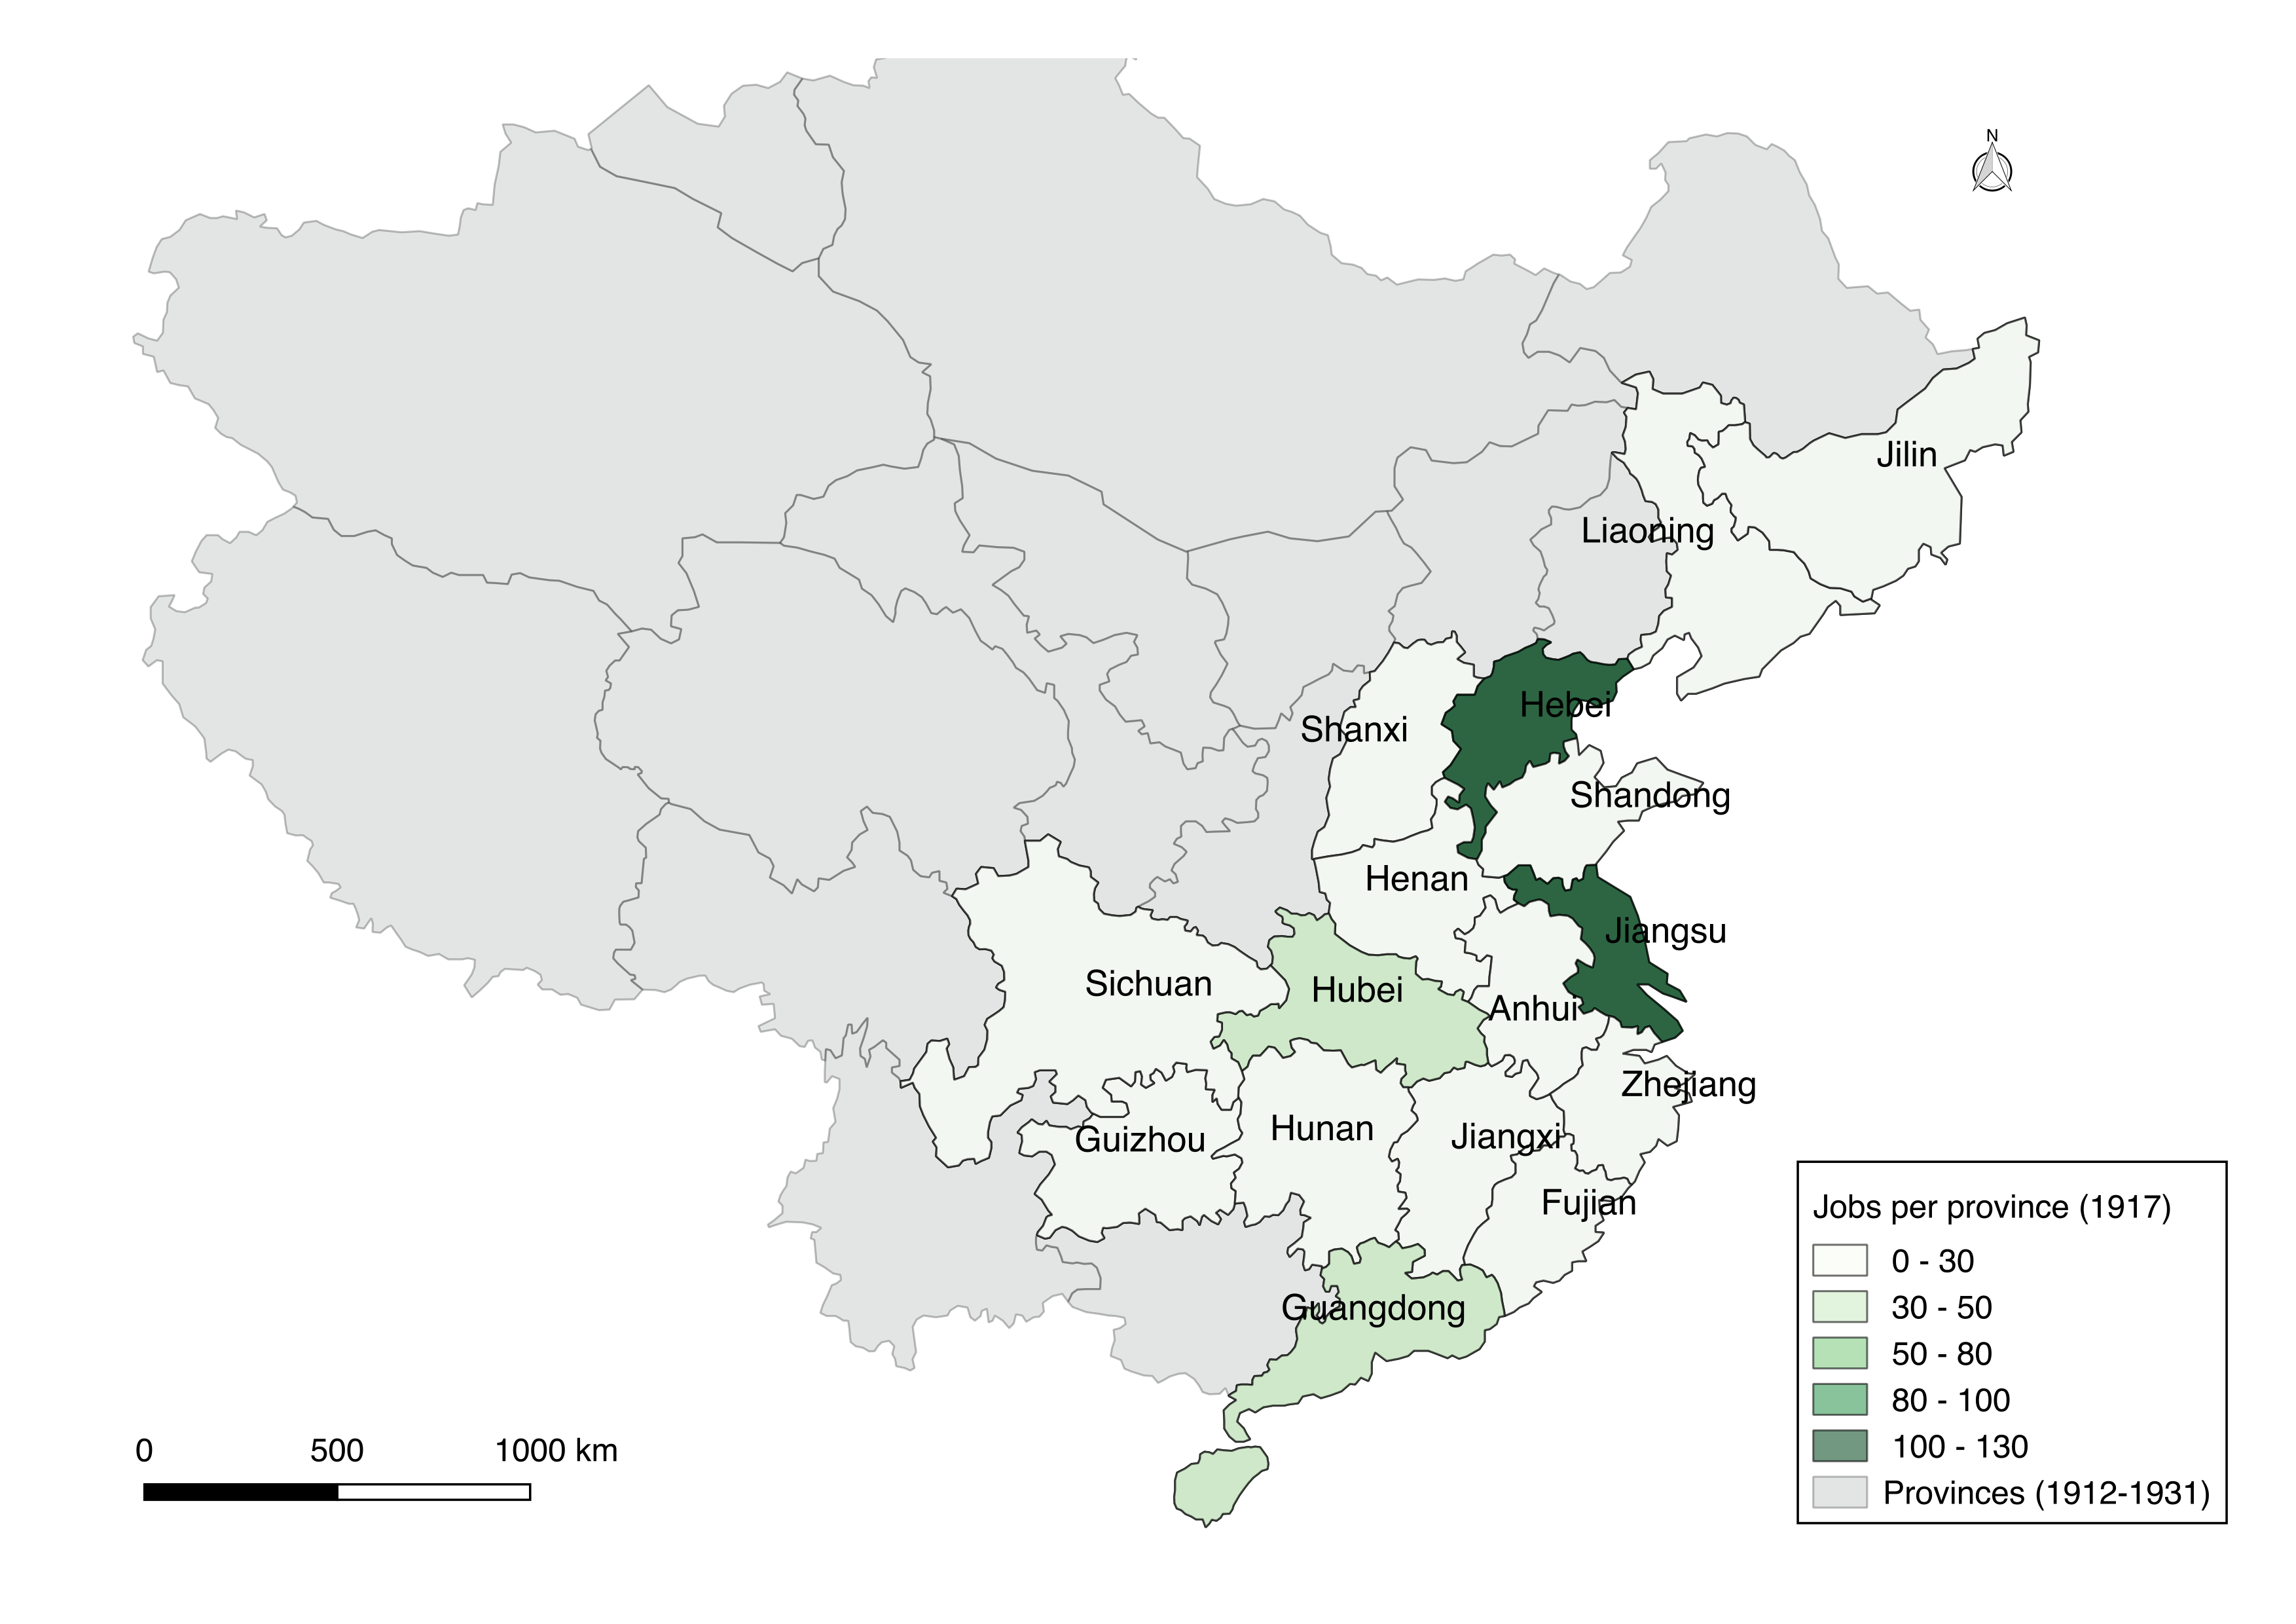 N
Jilin
Liaoning
Hebei
Shanxi
Shandong
Henan
Jiangsu
Sichuan
Hubei
Anhui
Zhejiang
Guizhou
Hunan
Jiangxi
Fujian
Guangdong
Jobs per province (1917)
0 - 30
30 - 50
50 - 80
80 - 100
100 - 130
Provinces (1912-1931)
0 500 1000 km